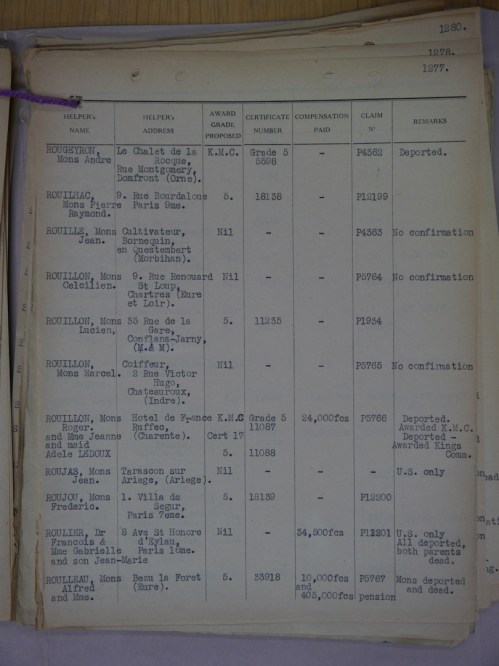 1280.
1278.
1277.
HELPER's NAME HELPER's ADDRESS AWARD GRADE PROPOSED CERTIFICATE NUMBER COMPENSATION PAID CLAIM No REMARKS
ROUGEYRON, Le Chalet de la K.M.C. Grade 5 - P4362 Deported.
Mons Andre Rocque, 5598
Rue Montgomery,
Domfront (Orne).
ROUILHAC, 9. Rue Bourdaloue 5. 18138 - P12199
Mons Pierre Paris 9me.
Raymond.
ROUILLE, Mons Cultivateur, Nil - - P4363 No confirmation
Jean. Bornequin,
en Questembert
(Morbihan).
ROUILLON, Mons 9. Rue Renouard Nil - - P5764 No confirmation
Celcilien. St Loup,
Chartres (Eure
et Loir).
ROUILLON, Mons 55 Rue de la 5. 11235 - P1934
Lucien. Gare,
Conflans-Jarny,
(M.& M).
ROUILLON, Coiffeur, Nil - - P5765 No confirmation
Mons Marcel. 2 Rue Victor
Hugo,
Chateauroux,
(Indre).
ROUILLON, Mons Hotel de France K.M.C Grade 5 24,000fcs P5766 Deported.
Roger. Ruffec, 11087 Awarded K.M.C.
and Mme Jeanne (Charente). Cert 17 Deported -
and maid Awarded Kings
Adele LEDOUX 5. 11088 Comm.
ROUJAS, Mons Tarascon sur Nil - - - U.S. only
Jean. Ariege, (Ariege).
ROUJOU, Mons 1. Villa de 5. 18139 - P12200
Frederic. Segur,
Paris 7eme.
ROULIER, Dr 8 Ave St Honore Nil - 34,500fcs P11201 U.S. only
Francois & d'Eylau, All deported,
Mme Gabrielle Paris 16me. both parents
and son Jean-Marie dead.
ROULLEAU, Mons Beau la Foret 5. 33918 10,000fcs P5767 Mons deported
Alfred (Eure). and and dead.
and Mme. 405,000fcs pension